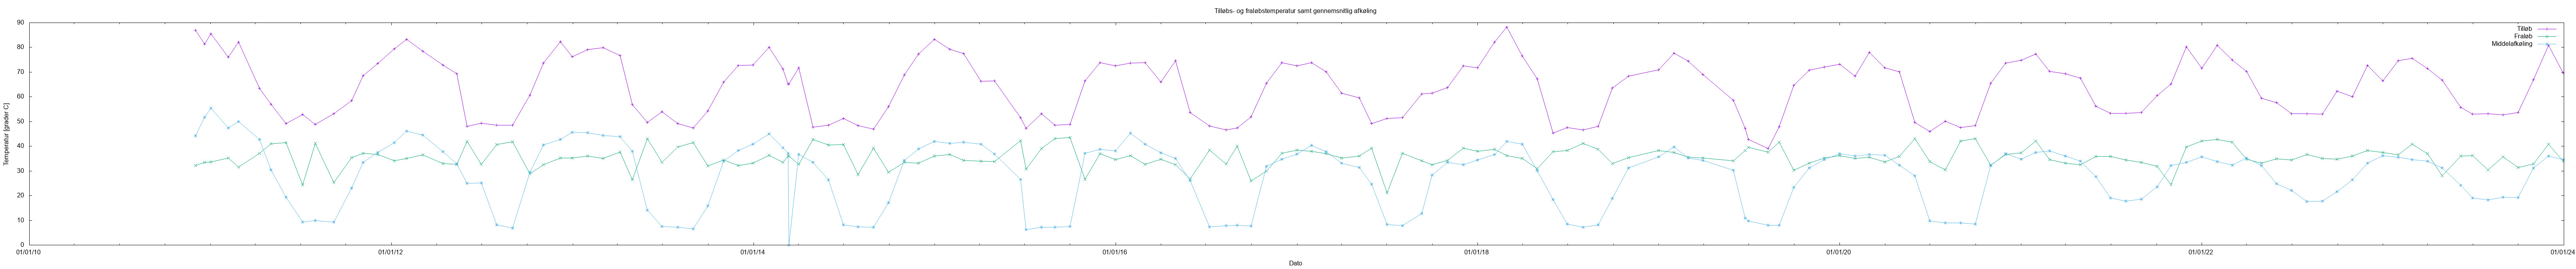 Tilløbs- og fraløbstemperatur samt gennemsnitlig afkøling
90
80
70
60
50
40
30
20
10
0
Temperatur [grader C]
Tilløb
Fraløb
Middelafkøling
01/01/10 01/01/12 01/01/14 01/01/16 01/01/18 01/01/20 01/01/22 01/01/24
Dato